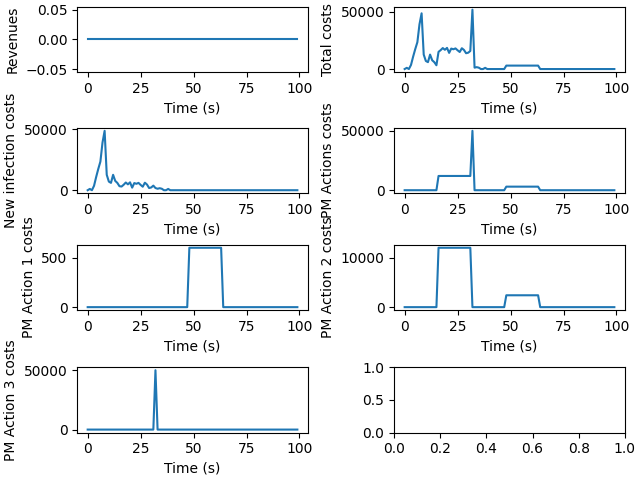 Revenues
0.05
0.00
−0.05
0 25 50 75 100
Time (s)
Total costs
50000
0
0 25 50 75 100
Time (s)
New infection costs
50000
0
0 25 50 75 100
Time (s)
PM Actions costs
50000
0
0 25 50 75 100
Time (s)
PM Action 1 costs
500
0
0 25 50 75 100
Time (s)
PM Action 2 costs
10000
0
0 25 50 75 100
Time (s)
PM Action 3 costs
50000
0
0 25 50 75 100
Time (s)
1.0
0.5
0.0
0.0 0.2 0.4 0.6 0.8 1.0